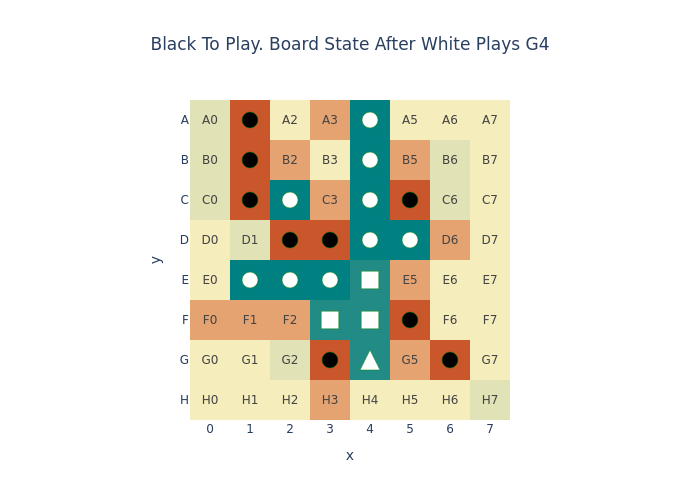 Black To Play. Board State After White Plays G4
A A0 A2 A3 A5 A6 A7
B B0 B2 B3 B5 B6 B7
C C0 C3 C6 C7
D D0 D1 D6 D7
E E0 E5 E6 E7
F F0 F1 F2 F6 F7
G G0 G1 G2 G5 G7
H H0 H1 H2 H3 H4 H5 H6 H7
0 1 2 3 4 5 6 7
x
y